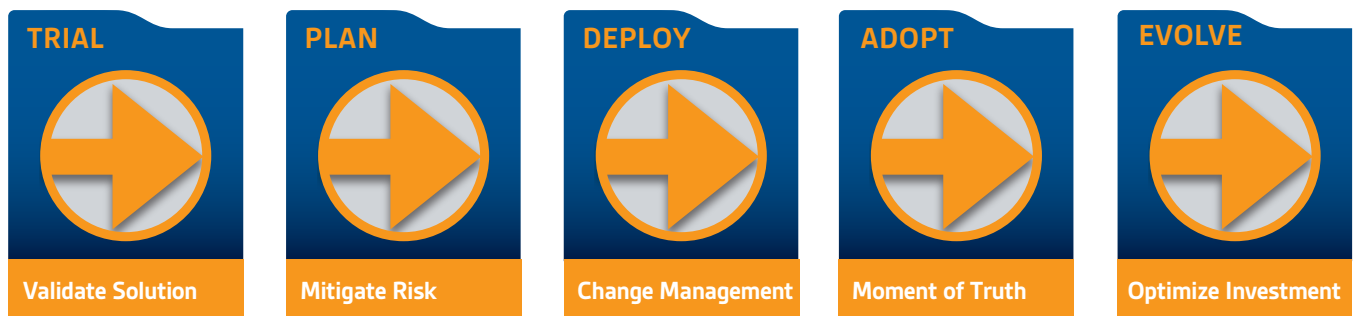 TRIAL
PLAN
DEPLOY
ADOPT
EVOLVE
Validate Solution
Mitigate Risk
Change Management
Moment of Truth
Optimize Investment